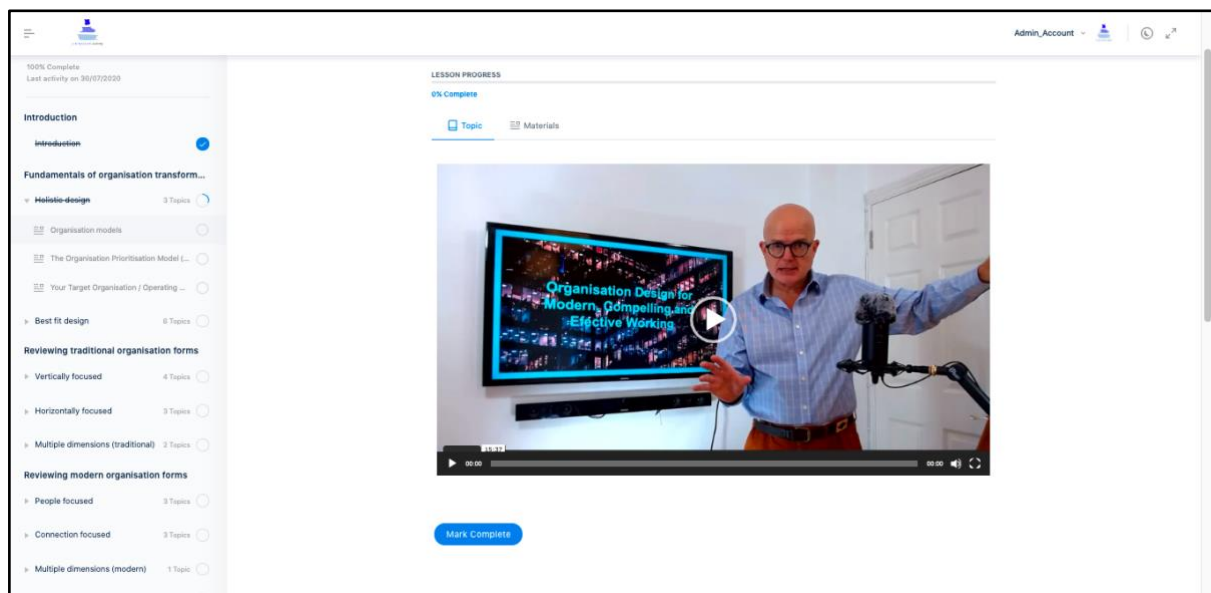 Admin_Account
100% Complete
Last activity on 30/07/2020
Introduction
Introduction
Fundamentals of organisation transform...
Holistic design 3 Topics
Organisation models
The Organisation Prioritisation Model (...
Your Target Organisation / Operating ...
Best fit design 6 Topics
Reviewing traditional organisation forms
Vertically focused 4 Topics
Horizontally focused 3 Topics
Multiple dimensions (traditional) 2 Topics
Reviewing modern organisation forms
People focused 3 Topics
Connection focused 3 Topics
Multiple dimensions (modern) 1 Topic
LESSON PROGRESS
0% Complete
Topic Materials
Organisation Design for
Modern, Compelling and
Efective Working
15:37
00:00 00:00
Mark Complete